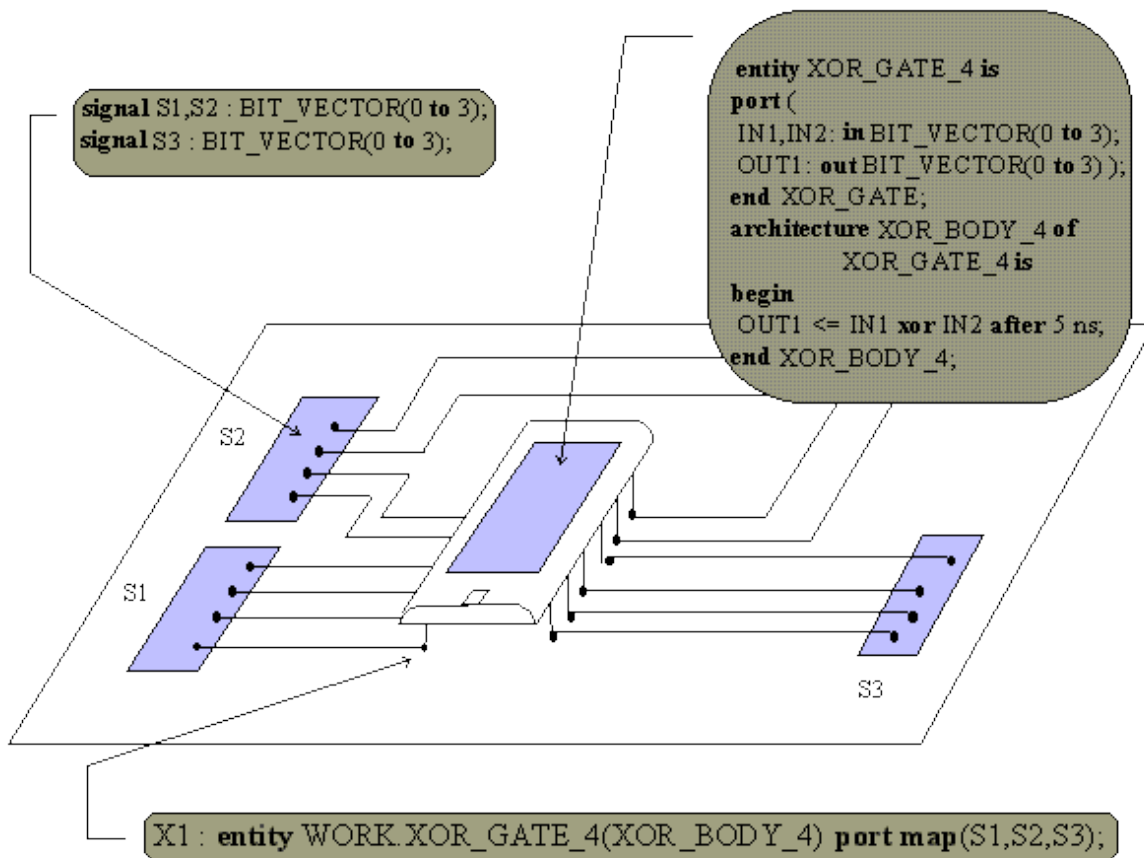 signal S1,S2 : BIT_VECTOR(0 to 3);
signal S3 : BIT_VECTOR(0 to 3);
entity XOR_GATE_4 is
port (
IN1,IN2: in BIT_VECTOR(0 to 3);
OUT1: out BIT_VECTOR(0 to 3) );
end XOR_GATE;
architecture XOR_BODY_4 of
XOR_GATE_4 is
begin
OUT1 <= IN1 xor IN2 after 5 ns;
end XOR_BODY_4;
S2
S1
S3
X1 : entity WORK.XOR_GATE_4(XOR_BODY_4) port map(S1,S2,S3);